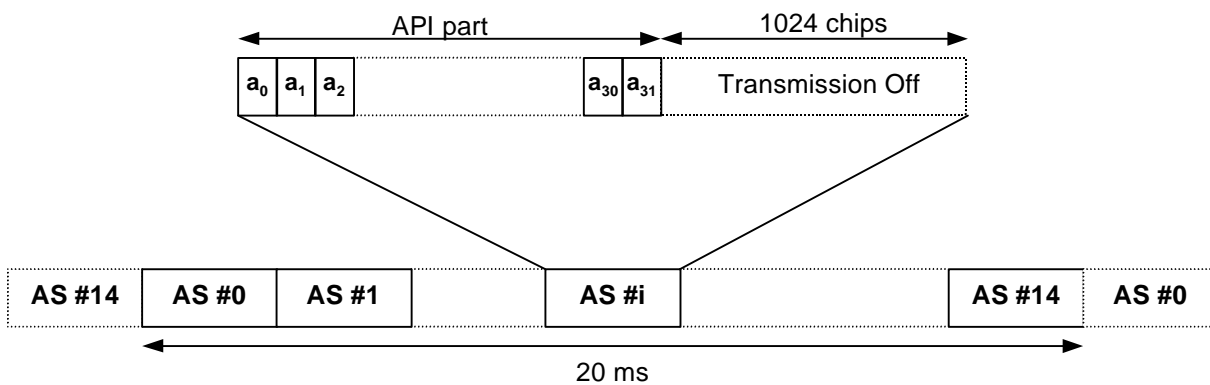 API part 1024 chips
a0 a1 a2 a30 a31 Transmission Off
AS #14 AS #0 AS #1 AS #i AS #14 AS #0
20 ms